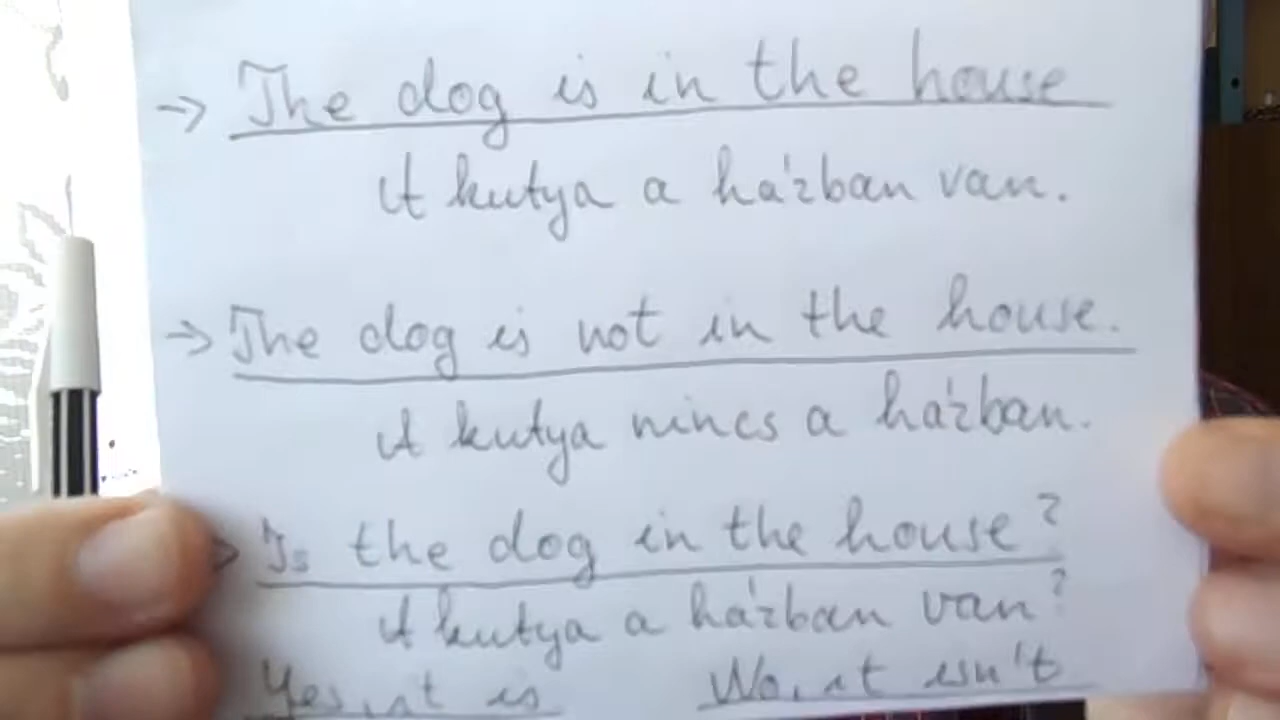 → The dog is in the house
A kutya a házban van.
→ The dog is not in the house.
A kutya nincs a házban.
→ Is the dog in the house?
A kutya a házban van?
Yes, it is No, it isn't